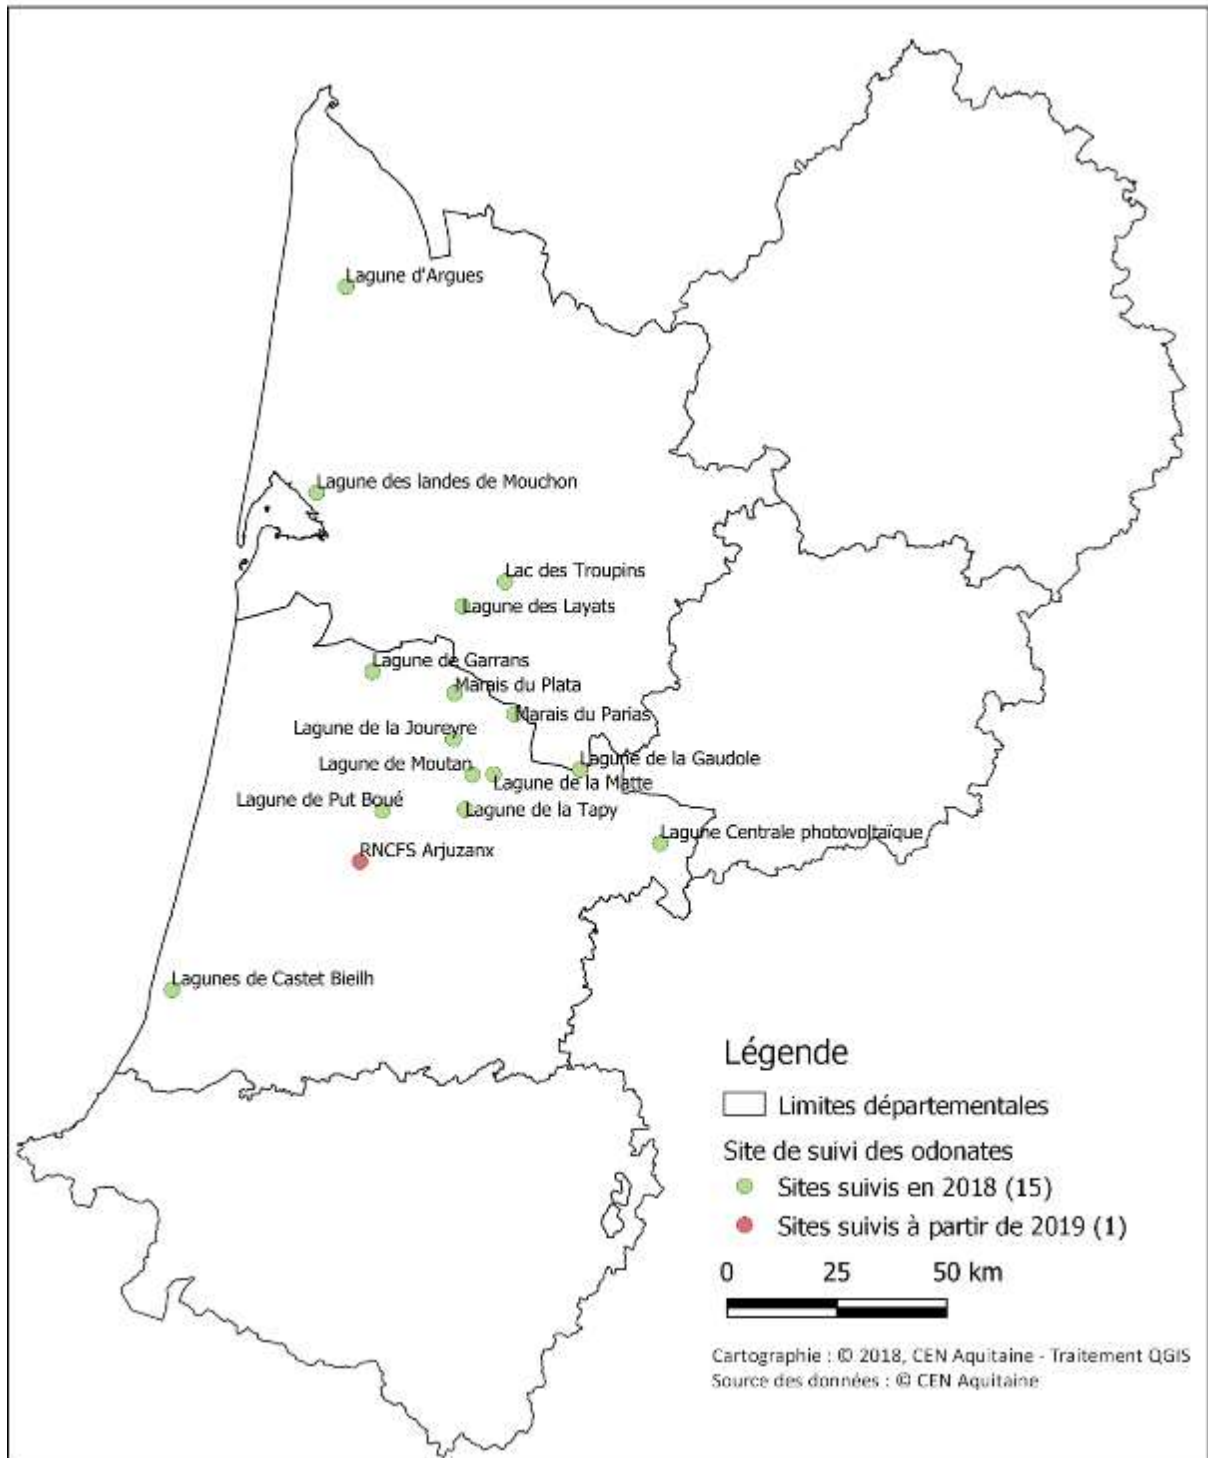 Lagune d'Argues
Lagune des landes de Mouchon
Lac des Troupins
Lagune des Layats
Lagune de Garrans
Marais du Plata
Marais du Parias
Lagune de la Joureyre
Lagune de la Gaudole
Lagune de Moutan
Lagune de la Matte
Lagune de Put Boué
Lagune de la Tapy
Lagune Centrale photovoltaïque
RNCFS Arjuzanx
Lagunes de Castet Bieilh
Légende
Limites départementales
Site de suivi des odonates
Sites suivis en 2018 (15)
Sites suivis à partir de 2019 (1)
0 25 50 km
Cartographie : © 2018, CEN Aquitaine - Traitement QGIS
Source des données : © CEN Aquitaine